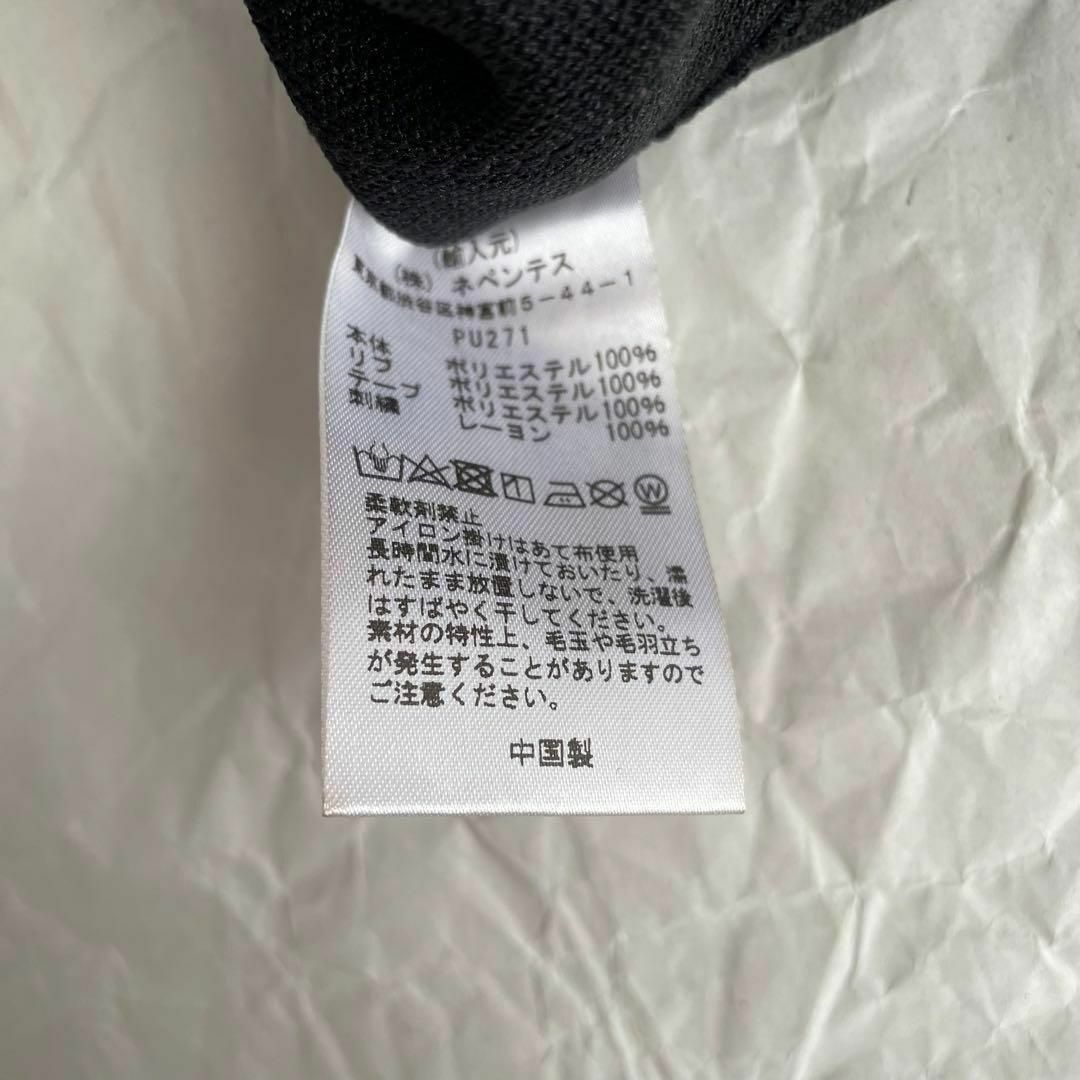 (輸入元)
(株) ネペンテス
東京都渋谷区神宮前5-44-1
PU271
本体 ポリエステル100%
リブ ポリエステル100%
テープ ポリエステル100%
刺繍 レーヨン 100%
W
柔軟剤禁止
アイロン掛けはあて布使用
長時間水に漬けておいたり、濡
れたまま放置しないで、洗濯後
はすばやく干してください。
素材の特性上、毛玉や毛羽立ち
が発生することがありますので
ご注意ください。
中国製